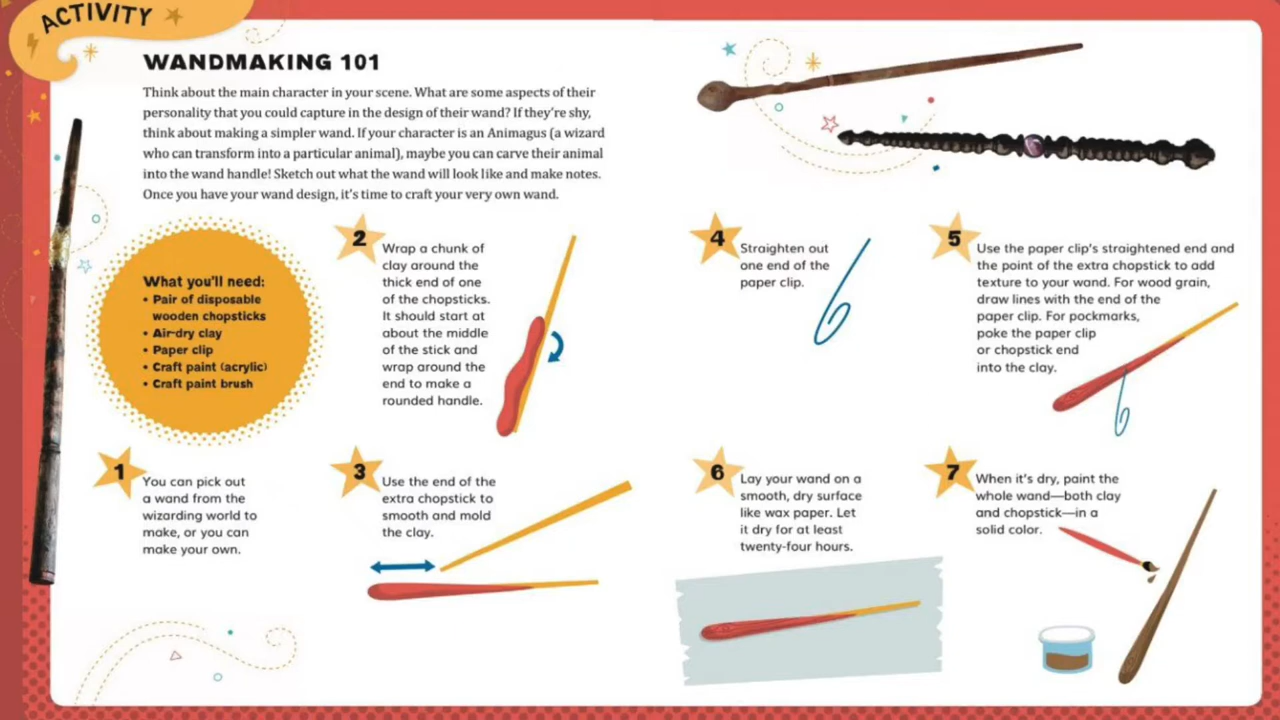 ACTIVITY
WANDMAKING 101
Think about the main character in your scene. What are some aspects of their
personality that you could capture in the design of their wand? If they're shy,
think about making a simpler wand. If your character is an Animagus (a wizard
who can transform into a particular animal), maybe you can carve their animal
into the wand handle! Sketch out what the wand will look like and make notes.
Once you have your wand design, it's time to craft your very own wand.
What you'll need:
• Pair of disposable
wooden chopsticks
• Air-dry clay
• Paper clip
• Craft paint (acrylic)
• Craft paint brush
1
You can pick out
a wand from the
wizarding world to
make, or you can
make your own.
2
Wrap a chunk of
clay around the
thick end of one
of the chopsticks.
It should start at
about the middle
of the stick and
wrap around the
end to make a
rounded handle.
3
Use the end of the
extra chopstick to
smooth and mold
the clay.
4
Straighten out
one end of the
paper clip.
5
Use the paper clip's straightened end and
the point of the extra chopstick to add
texture to your wand. For wood grain,
draw lines with the end of the
paper clip. For pockmarks,
poke the paper clip
or chopstick end
into the clay.
6
Lay your wand on a
smooth, dry surface
like wax paper. Let
it dry for at least
twenty-four hours.
7
When it's dry, paint the
whole wand—both clay
and chopstick—in a
solid color.